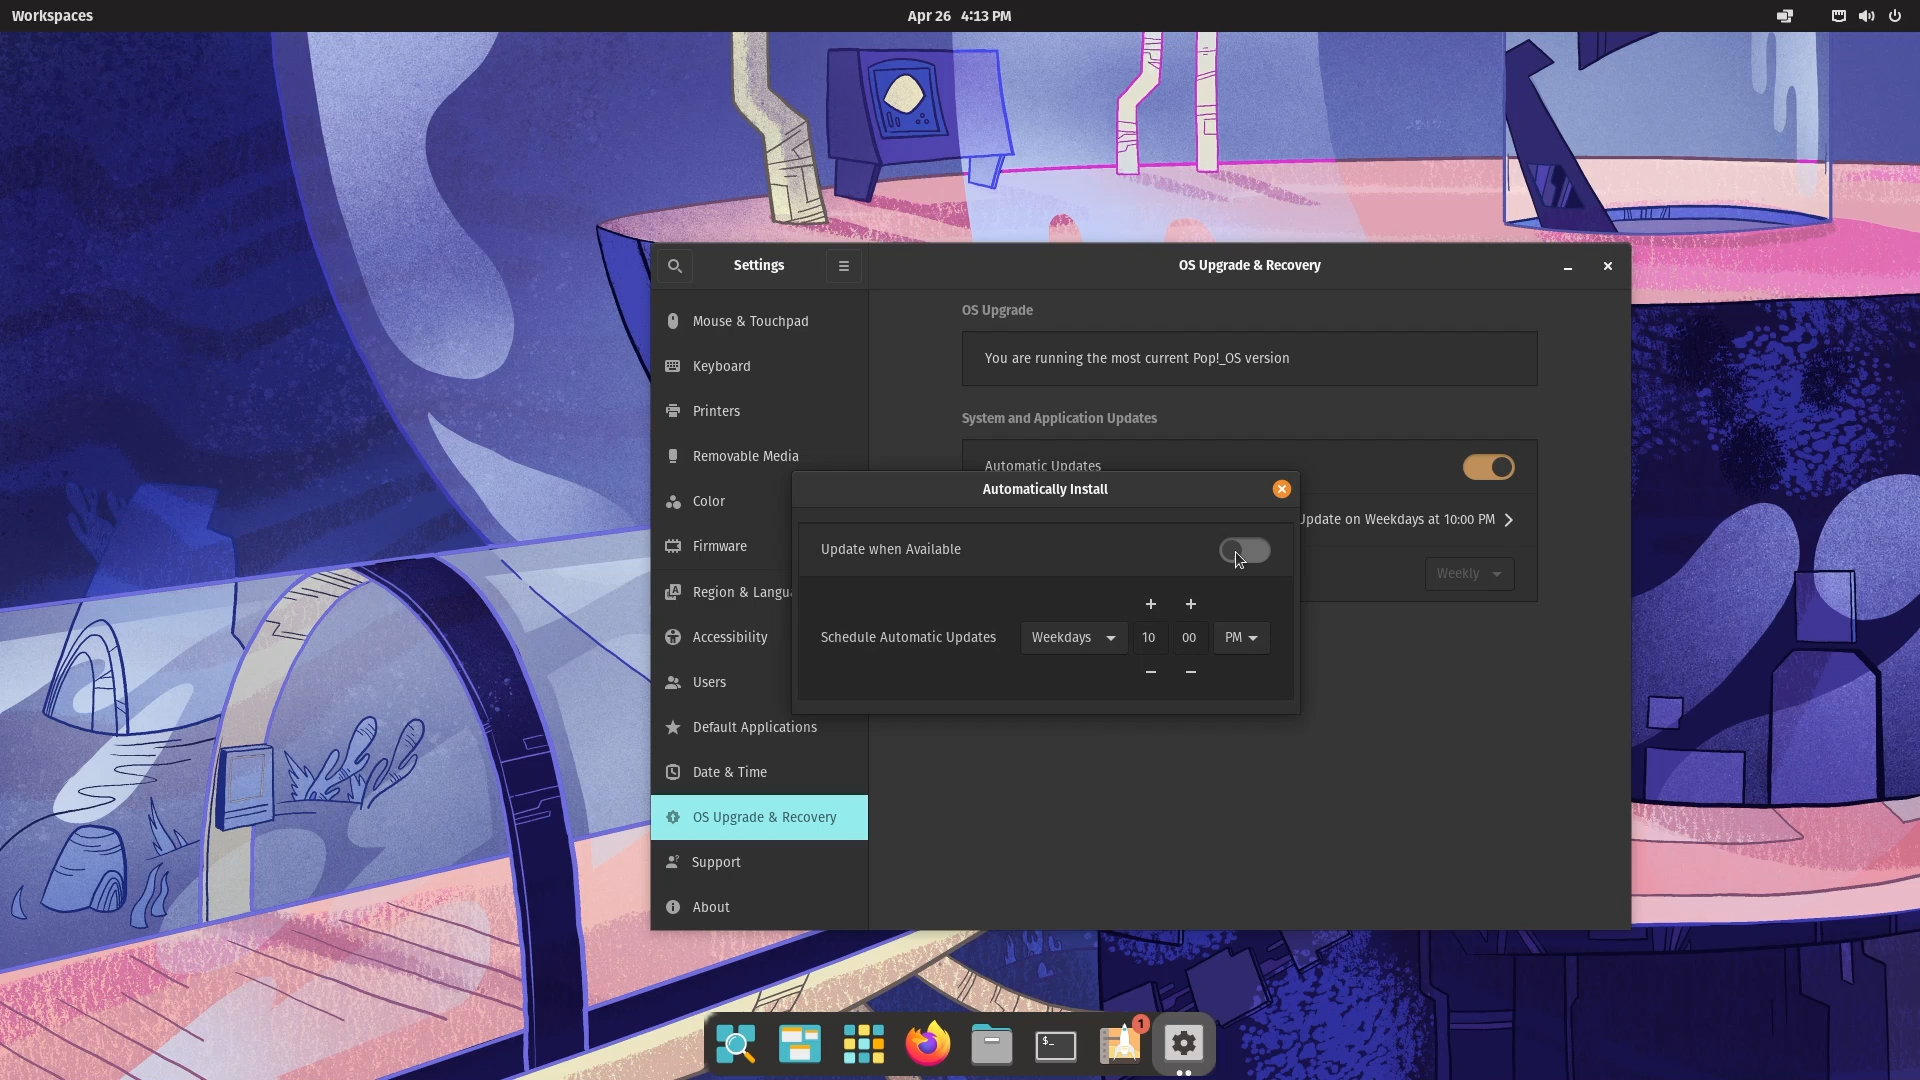 Workspaces
Apr 26 4:13 PM
Settings
OS Upgrade & Recovery
Mouse & Touchpad
Keyboard
Printers
Removable Media
Color
Firmware
Region & Langu
Accessibility
Users
Default Applications
Date & Time
OS Upgrade & Recovery
Support
About
OS Upgrade
You are running the most current Pop!_OS version
System and Application Updates
Automatic Updates
Update on Weekdays at 10:00 PM
Weekly
Automatically Install
Update when Available
+ +
Schedule Automatic Updates Weekdays 10 00 PM
− −
$_
1